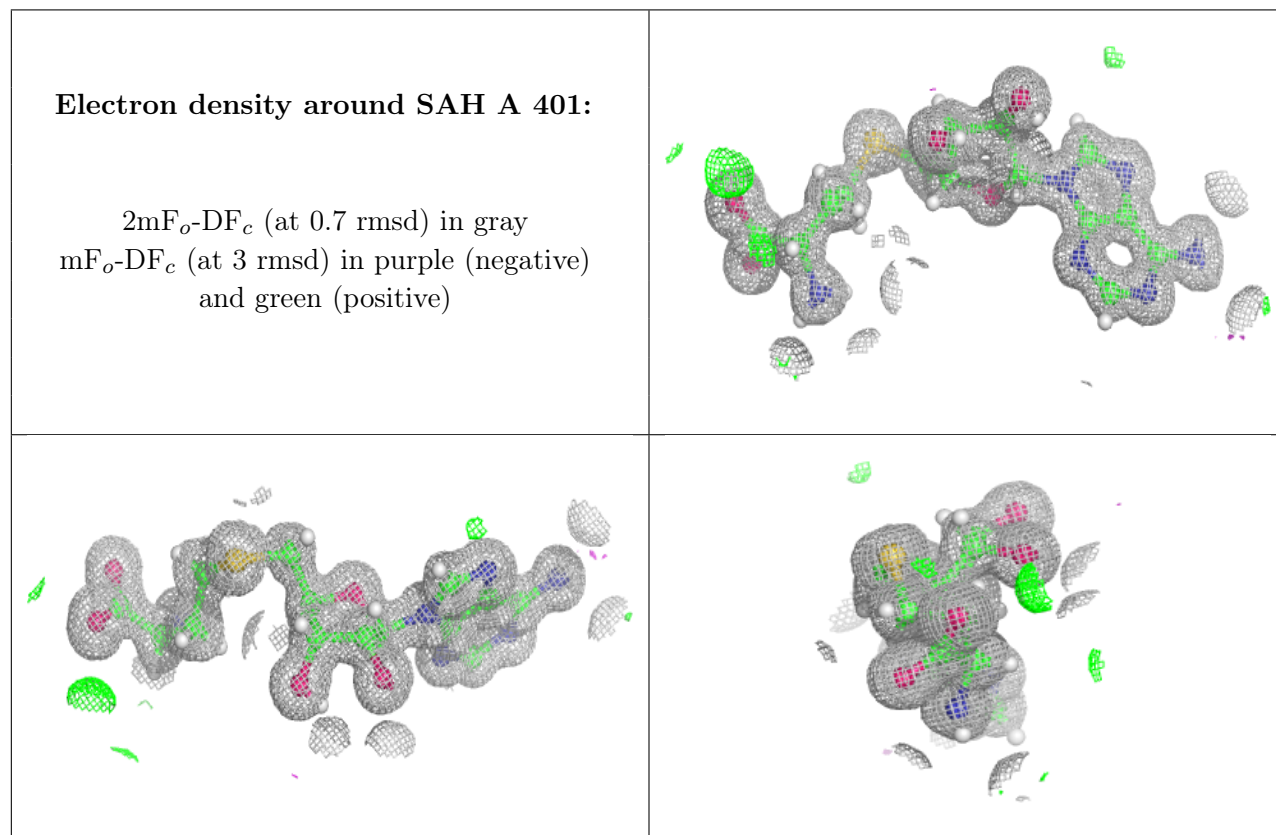 Electron density around SAH A 401:
2mFo-DFc (at 0.7 rmsd) in gray
mFo-DFc (at 3 rmsd) in purple (negative)
and green (positive)